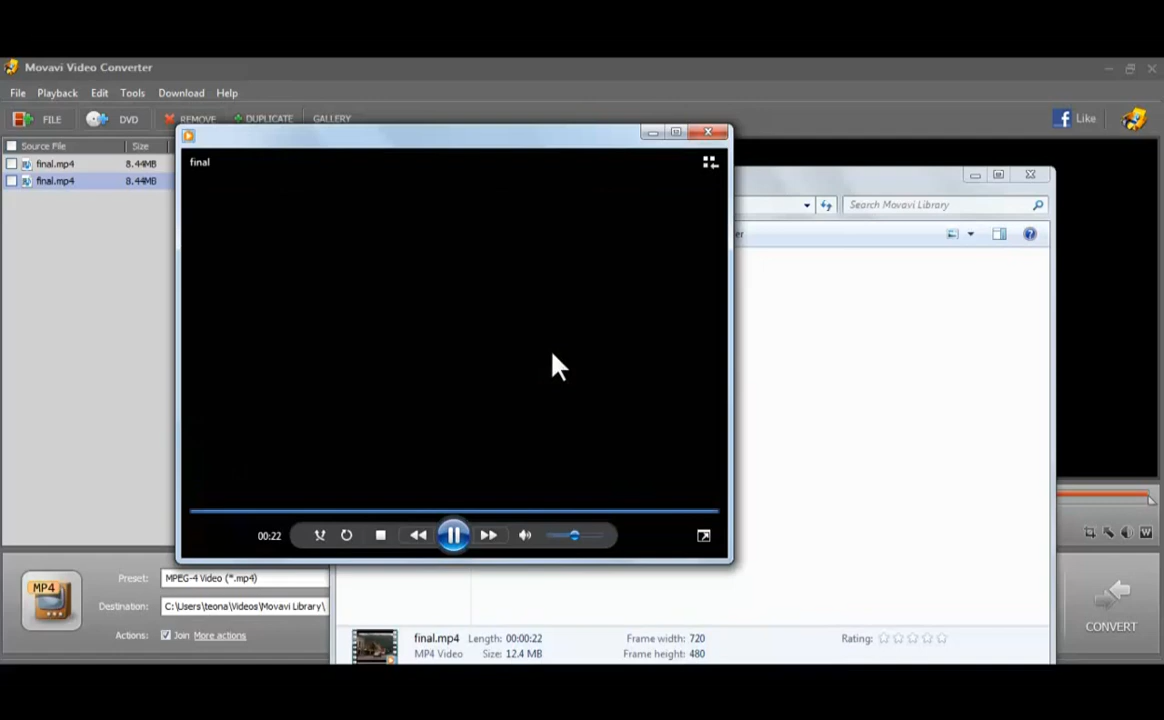 Movavi Video Converter
File Playback Edit Tools Download Help
FILE DVD REMOVE DUPLICATE GALLERY Like
Source File Size
final.mp4 8.44MB
final.mp4 8.44MB
final
Search Movavi Library
er
00:22
W
MP4
Preset: MPEG-4 Video (*.mp4)
Destination: C:\Users\teona\Videos\Movavi Library\
Actions: Join More actions
CONVERT
final.mp4 Length: 00:00:22 Frame width: 720 Rating:
MP4 Video Size: 12.4 MB Frame height: 480